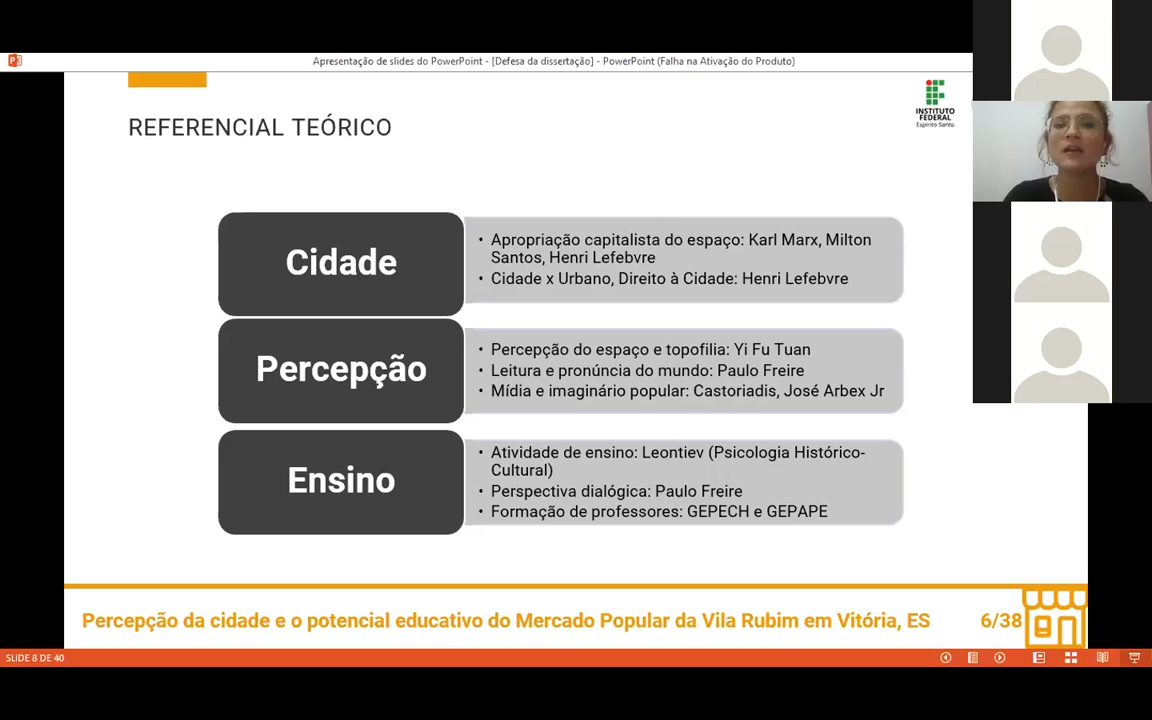 Apresentação de slides do PowerPoint - [Defesa da dissertação] - PowerPoint (Falha na Ativação do Produto)
INSTITUTO
FEDERAL
Espírito Santo
REFERENCIAL TEÓRICO
Cidade
• Apropriação capitalista do espaço: Karl Marx, Milton
Santos, Henri Lefebvre
• Cidade x Urbano, Direito à Cidade: Henri Lefebvre
Percepção
• Percepção do espaço e topofilia: Yi Fu Tuan
• Leitura e pronúncia do mundo: Paulo Freire
• Mídia e imaginário popular: Castoriadis, José Arbex Jr
Ensino
• Atividade de ensino: Leontiev (Psicologia Histórico-
Cultural)
• Perspectiva dialógica: Paulo Freire
• Formação de professores: GEPECH e GEPAPE
Percepção da cidade e o potencial educativo do Mercado Popular da Vila Rubim em Vitória, ES
6/38
SLIDE 8 DE 40